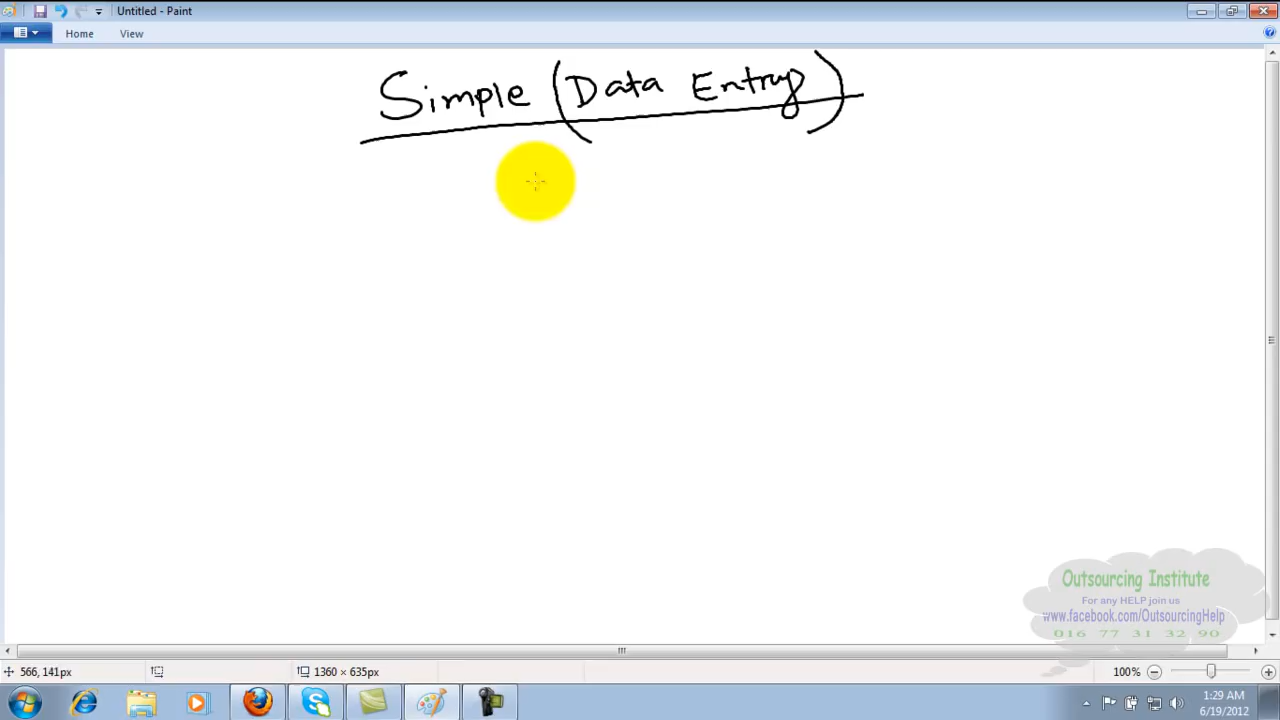 Untitled - Paint
Home View
Simple (Data Entry)
Outsourcing Institute
For any HELP join us
www.facebook.com/OutsourcingHelp
016 77 31 32 90
566, 141px
1360 × 635px
100%
1:29 AM
6/19/2012